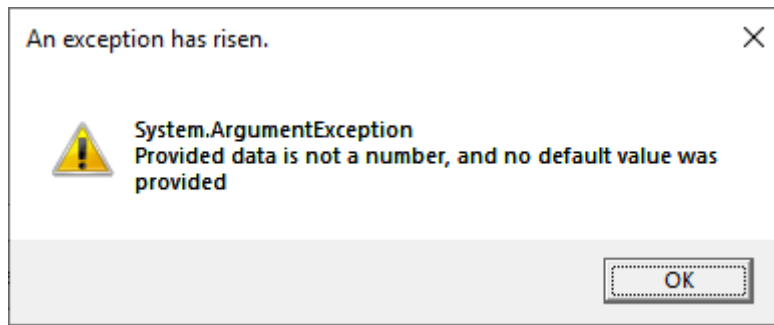 An exception has risen.
System.ArgumentException
Provided data is not a number, and no default value was
provided
OK